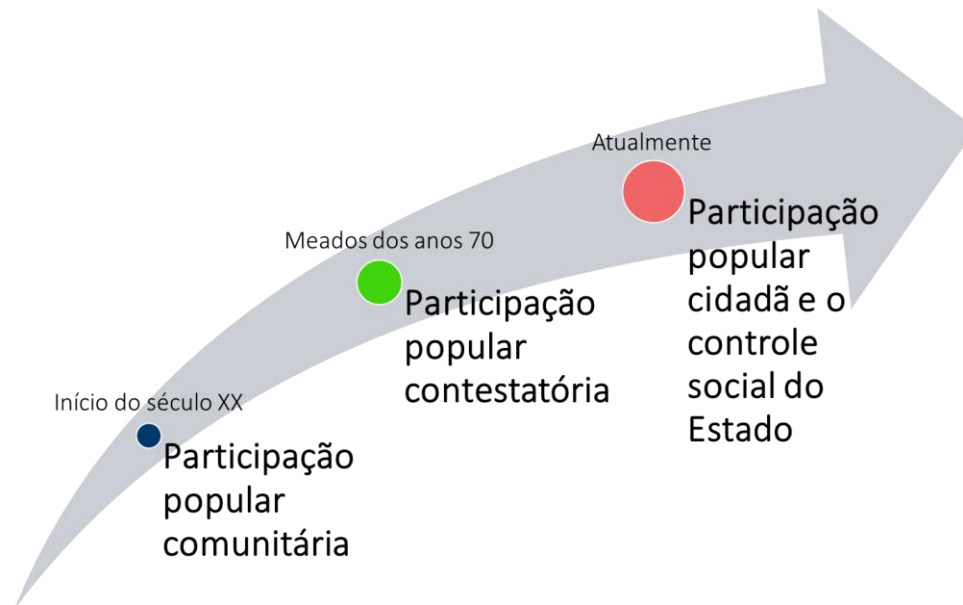 Início do século XX
Participação
popular
comunitária
Meados dos anos 70
Participação
popular
contestatória
Atualmente
Participação
popular
cidadã e o
controle
social do
Estado